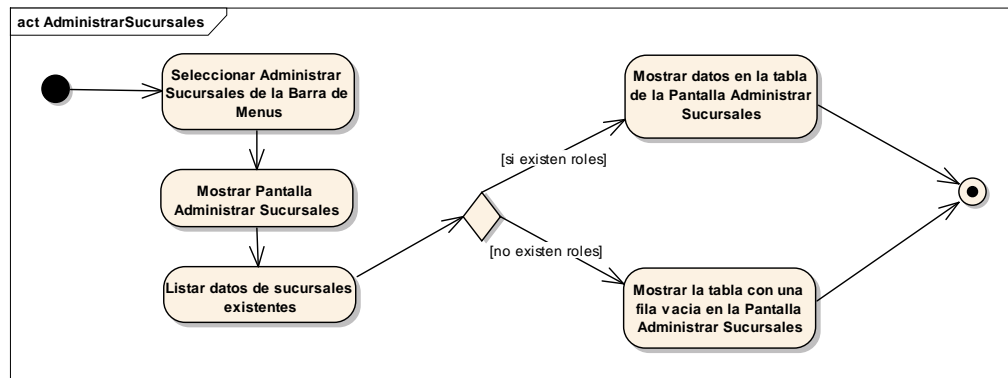 act AdministrarSucursales
Seleccionar Administrar
Sucursales de la Barra de
Menus
Mostrar Pantalla
Administrar Sucursales
Listar datos de sucursales
existentes
[si existen roles]
[no existen roles]
Mostrar datos en la tabla
de la Pantalla Administrar
Sucursales
Mostrar la tabla con una
fila vacia en la Pantalla
Administrar Sucursales